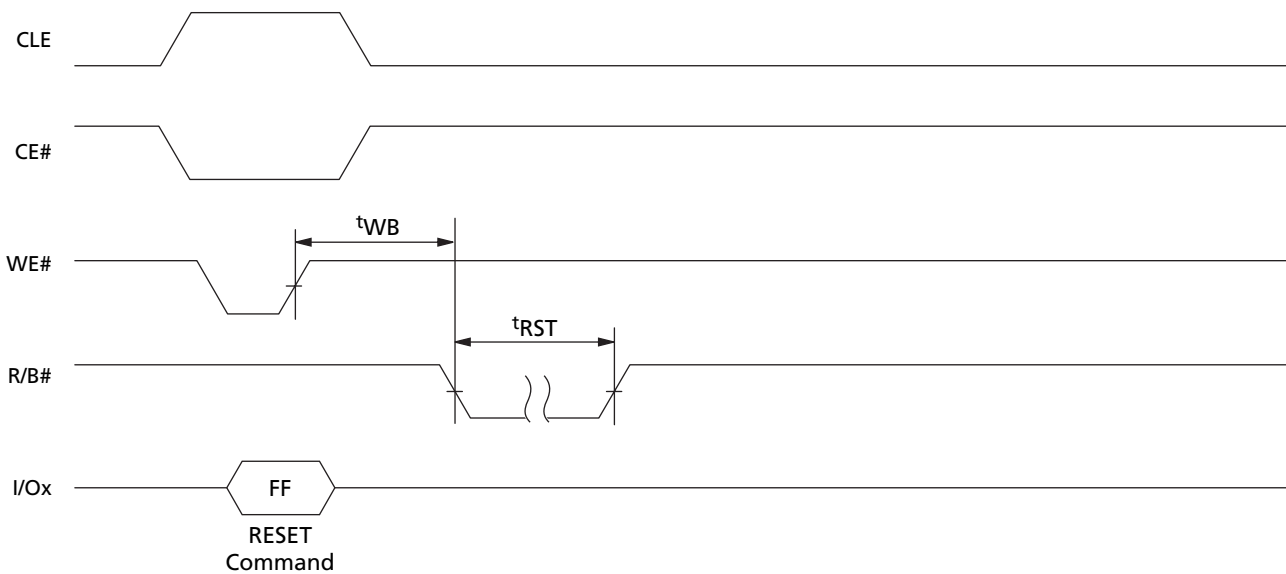 CLE
CE#
tWB
WE#
tRST
R/B#
I/Ox
FF
RESET
Command